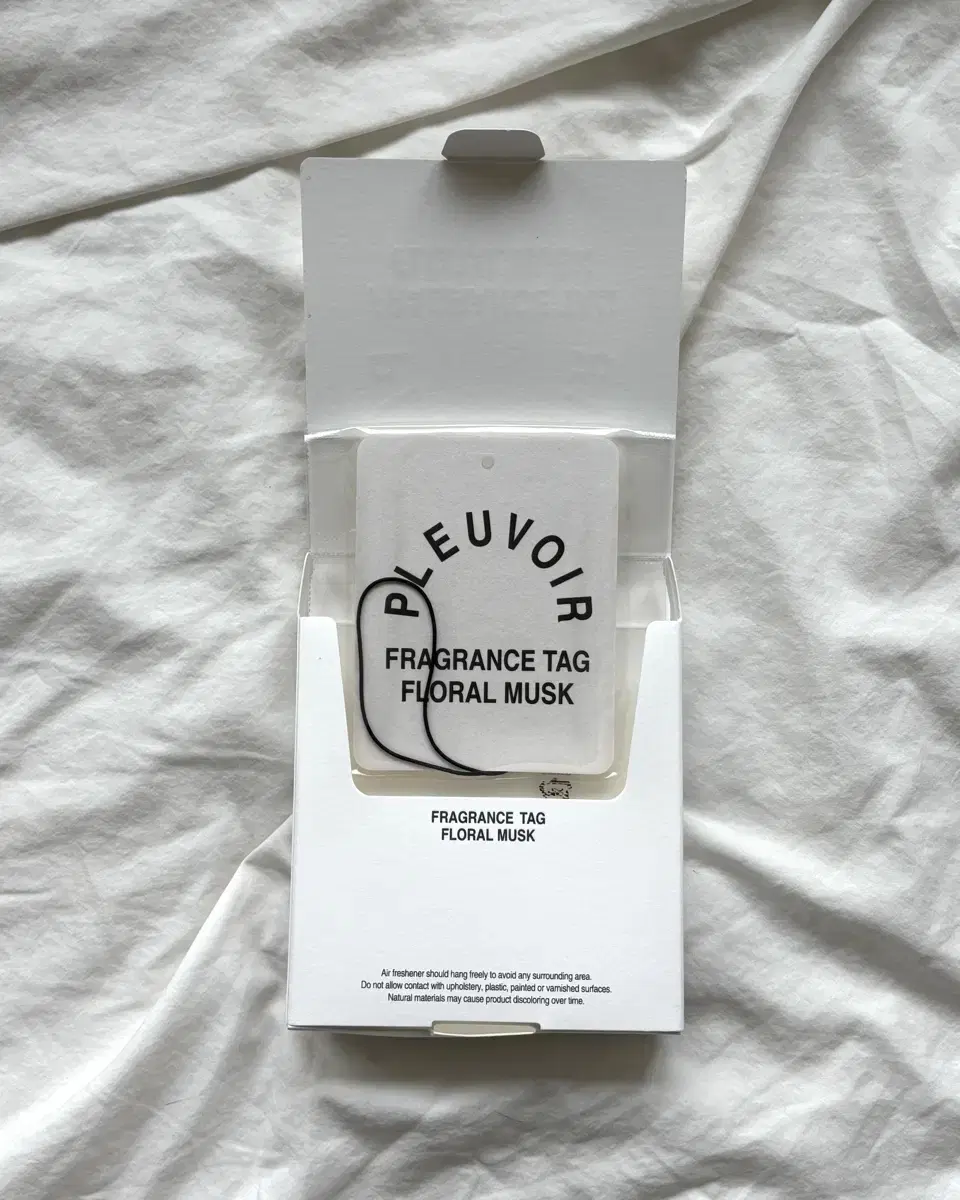 PLEUVOIR
FRAGRANCE TAG
FLORAL MUSK
FRAGRANCE TAG
FLORAL MUSK
Air freshener should hang freely to avoid any surrounding area.
Do not allow contact with upholstery, plastic, painted or varnished surfaces.
Natural materials may cause product discoloring over time.